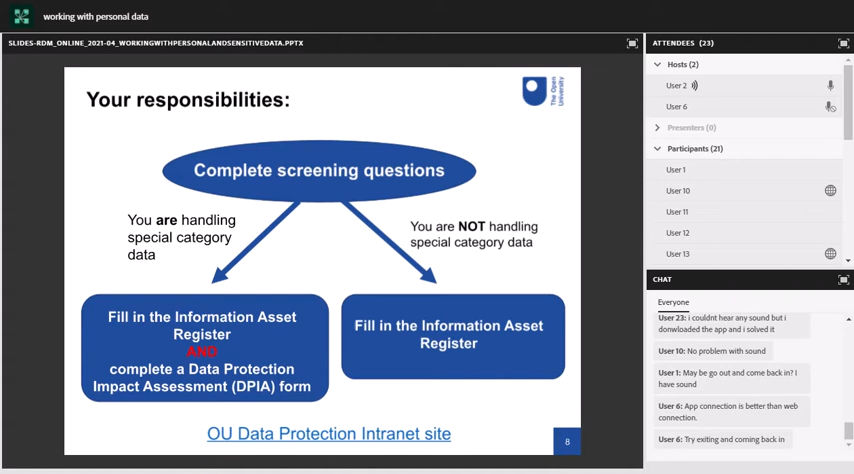 working with personal data
SLIDES-RDM_ONLINE_2021-04_WORKINGWITHPERSONALANDSENSITIVEDATA.PPTX
Your responsibilities:
The Open
University
Complete screening questions
You are handling
special category
data
You are NOT handling
special category data
Fill in the Information Asset
Register
AND
complete a Data Protection
Impact Assessment (DPIA) form
Fill in the Information Asset
Register
OU Data Protection Intranet site
8
ATTENDEES (23)
Hosts (2)
User 2
User 6
Presenters (0)
Participants (21)
User 1
User 10
User 11
User 12
User 13
CHAT
Everyone
User 23: i couldnt hear any sound but i
donwloaded the app and i solved it
User 10: No problem with sound
User 1: May be go out and come back in? I
have sound
User 6: App connection is better than web
connection.
User 6: Try exiting and coming back in